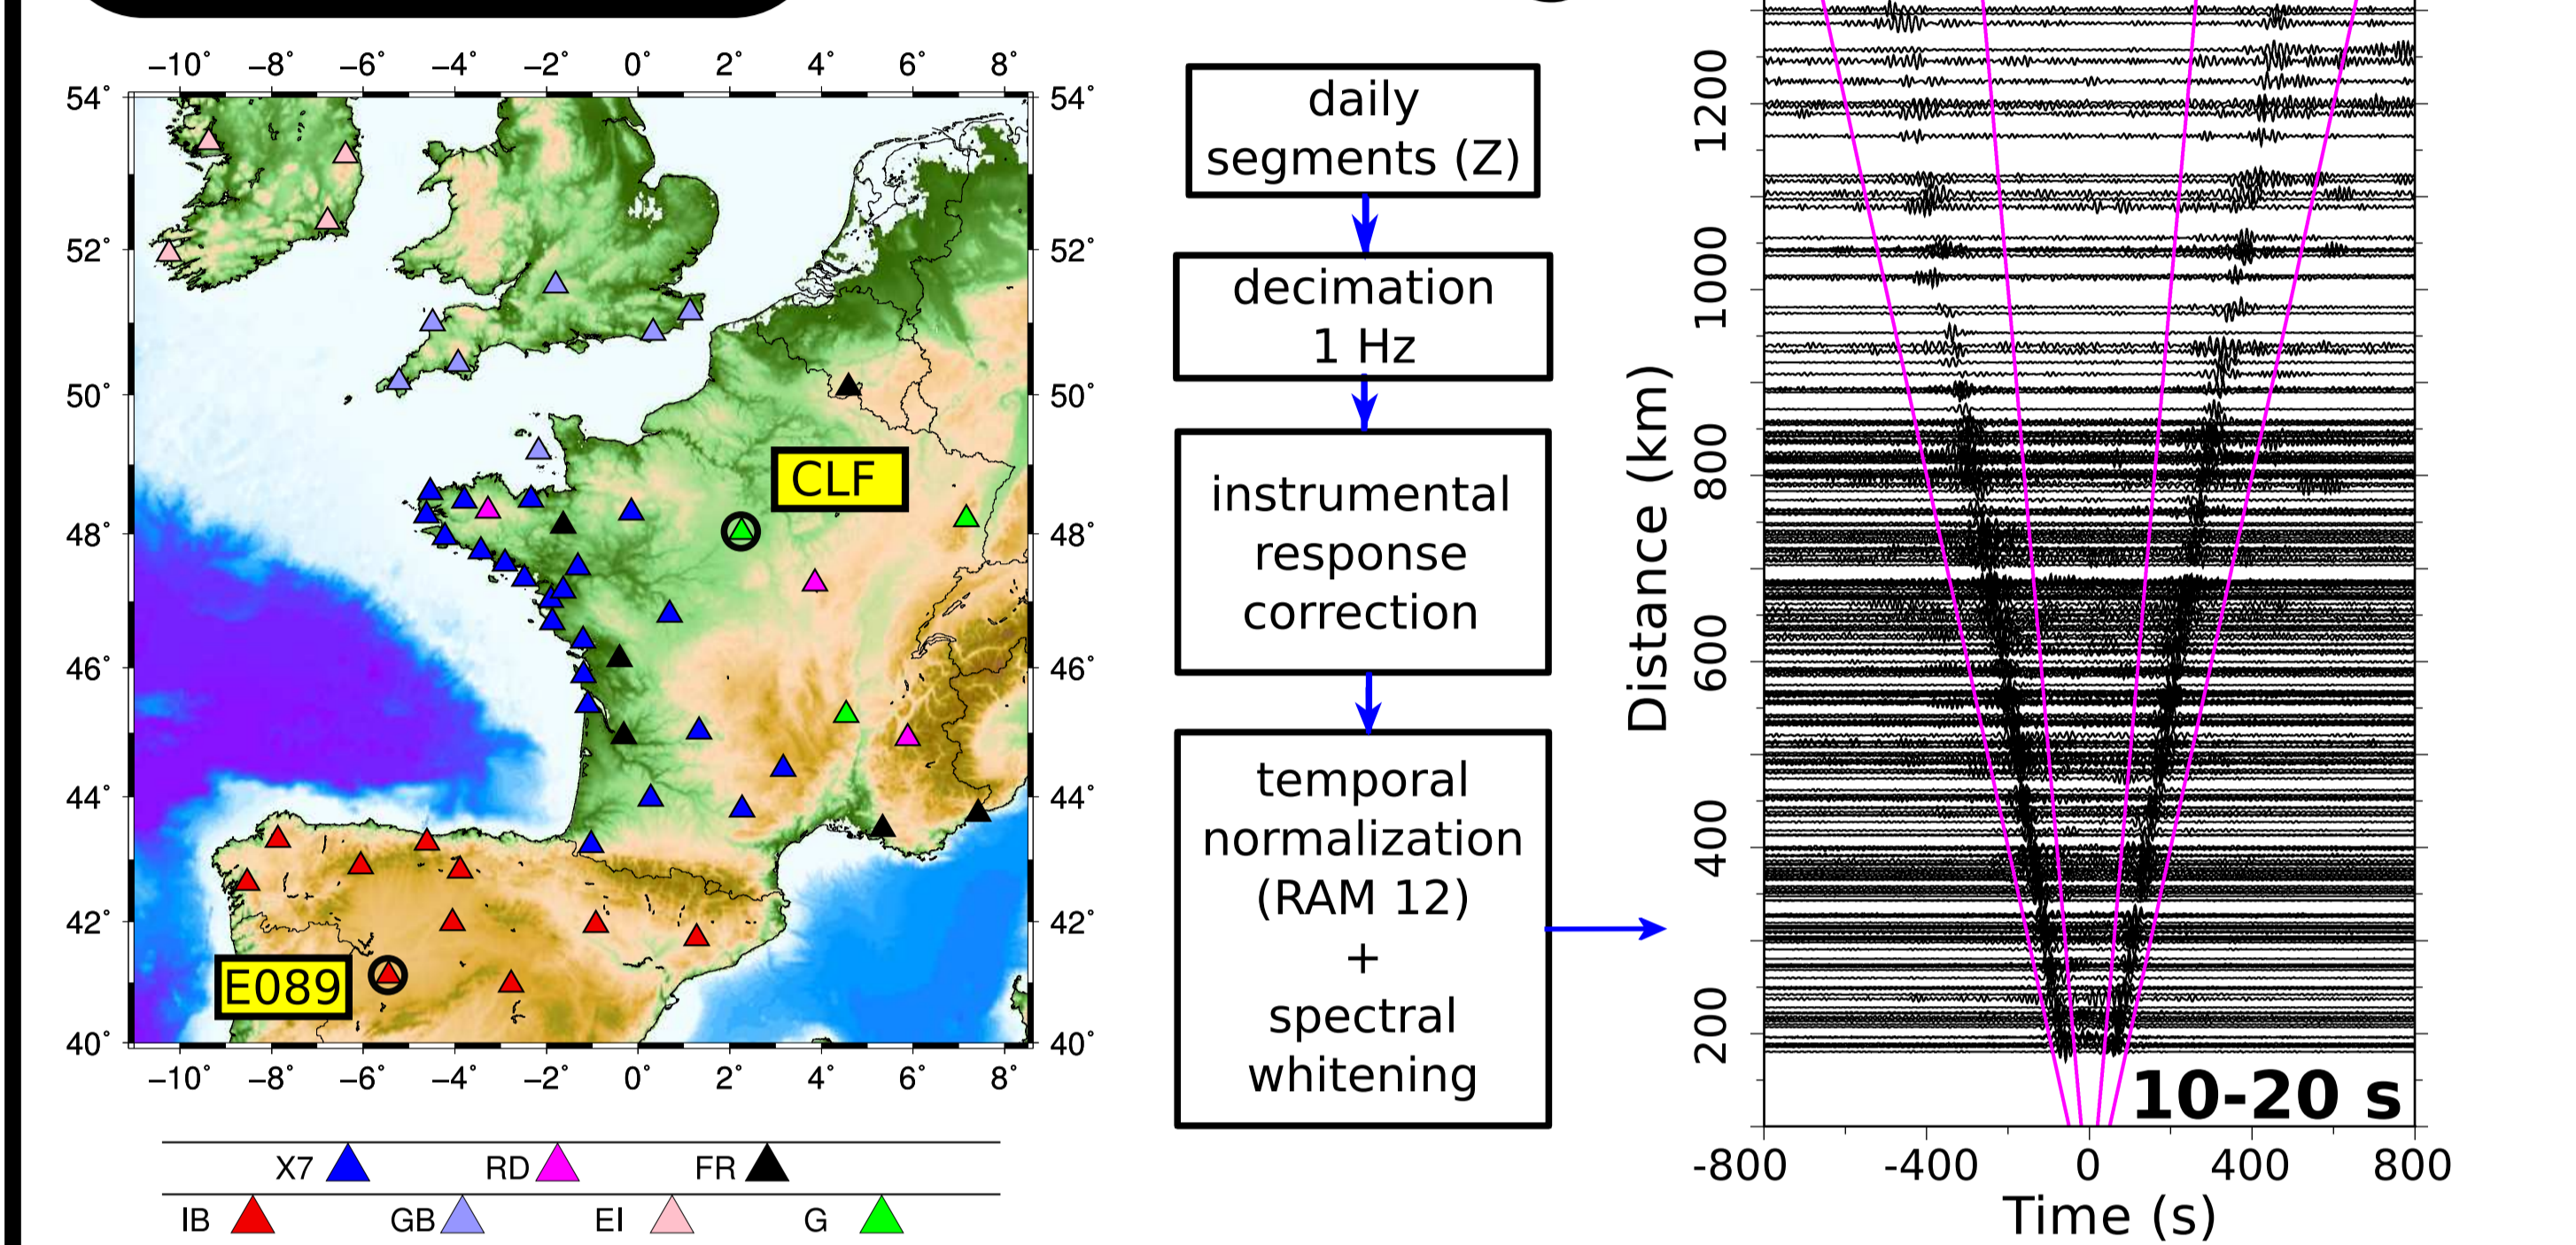 −10˚ −8˚ −6˚ −4˚ −2˚ 0˚ 2˚ 4˚ 6˚ 8˚
54˚ 54˚
52˚ 52˚
50˚ 50˚
48˚ 48˚
46˚ 46˚
44˚ 44˚
42˚ 42˚
40˚ 40˚
−10˚ −8˚ −6˚ −4˚ −2˚ 0˚ 2˚ 4˚ 6˚ 8˚
CLF
E089
X7 RD FR
IB GB EI G
daily
segments (Z)
decimation
1 Hz
instrumental
response
correction
temporal
normalization
(RAM 12)
+
spectral
whitening
Distance (km)
1200
1000
800
600
400
200
10-20 s
-800 -400 0 400 800
Time (s)